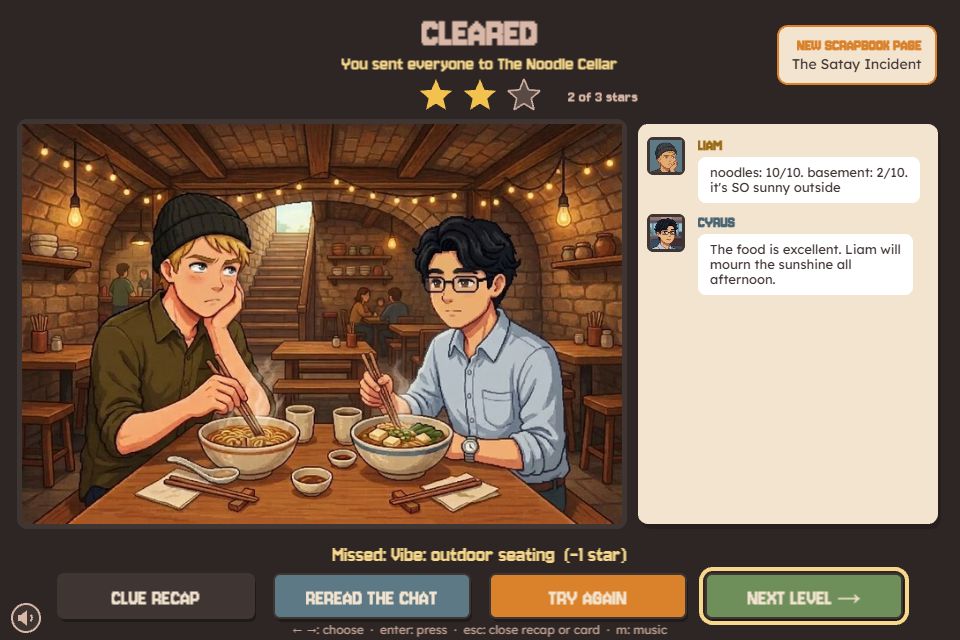 CLEARED
You sent everyone to The Noodle Cellar
2 of 3 stars
NEW SCRAPBOOK PAGE
The Satay Incident
LIAM
noodles: 10/10. basement: 2/10.
it's SO sunny outside
CYRUS
The food is excellent. Liam will
mourn the sunshine all
afternoon.
Missed: Vibe: outdoor seating (-1 star)
CLUE RECAP
REREAD THE CHAT
TRY AGAIN
NEXT LEVEL →
← →: choose · enter: press · esc: close recap or card · m: music